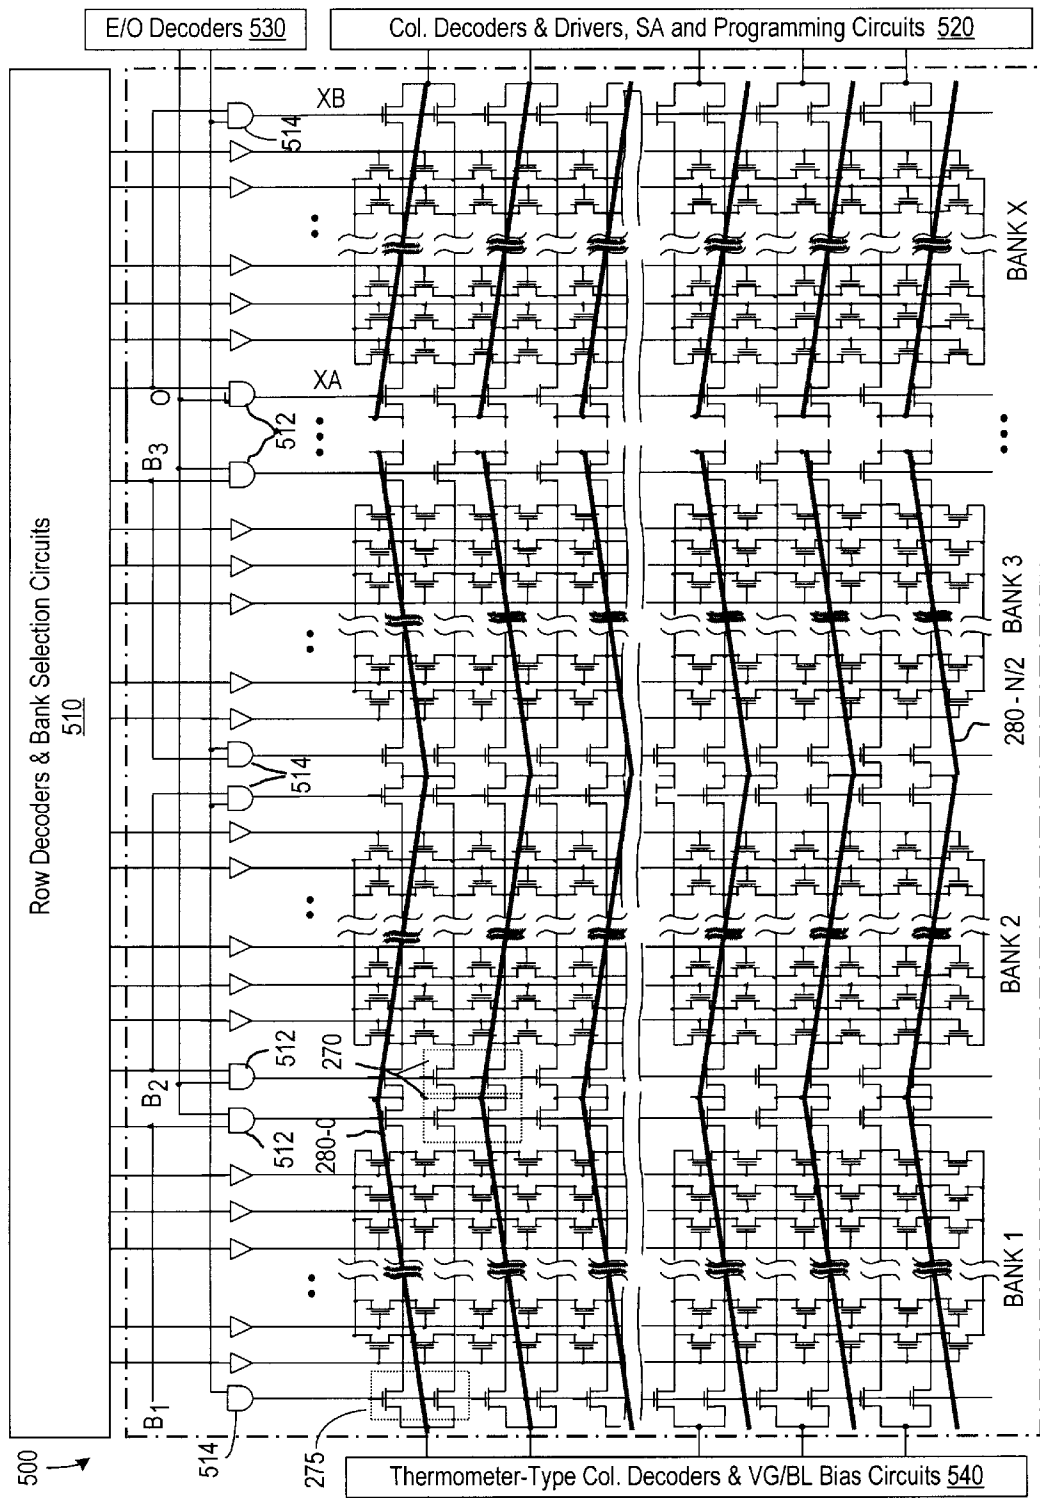 E/O Decoders 530
Col. Decoders & Drivers, SA and Programming Circuits 520
Row Decoders & Bank Selection Circuits
510
XB
514
BANK X
XA
O
512
B3
BANK 3
280 - N/2
514
BANK 2
512
270
B2
512
280-0
BANK 1
B1
514
275
500
Thermometer-Type Col. Decoders & VG/BL Bias Circuits 540